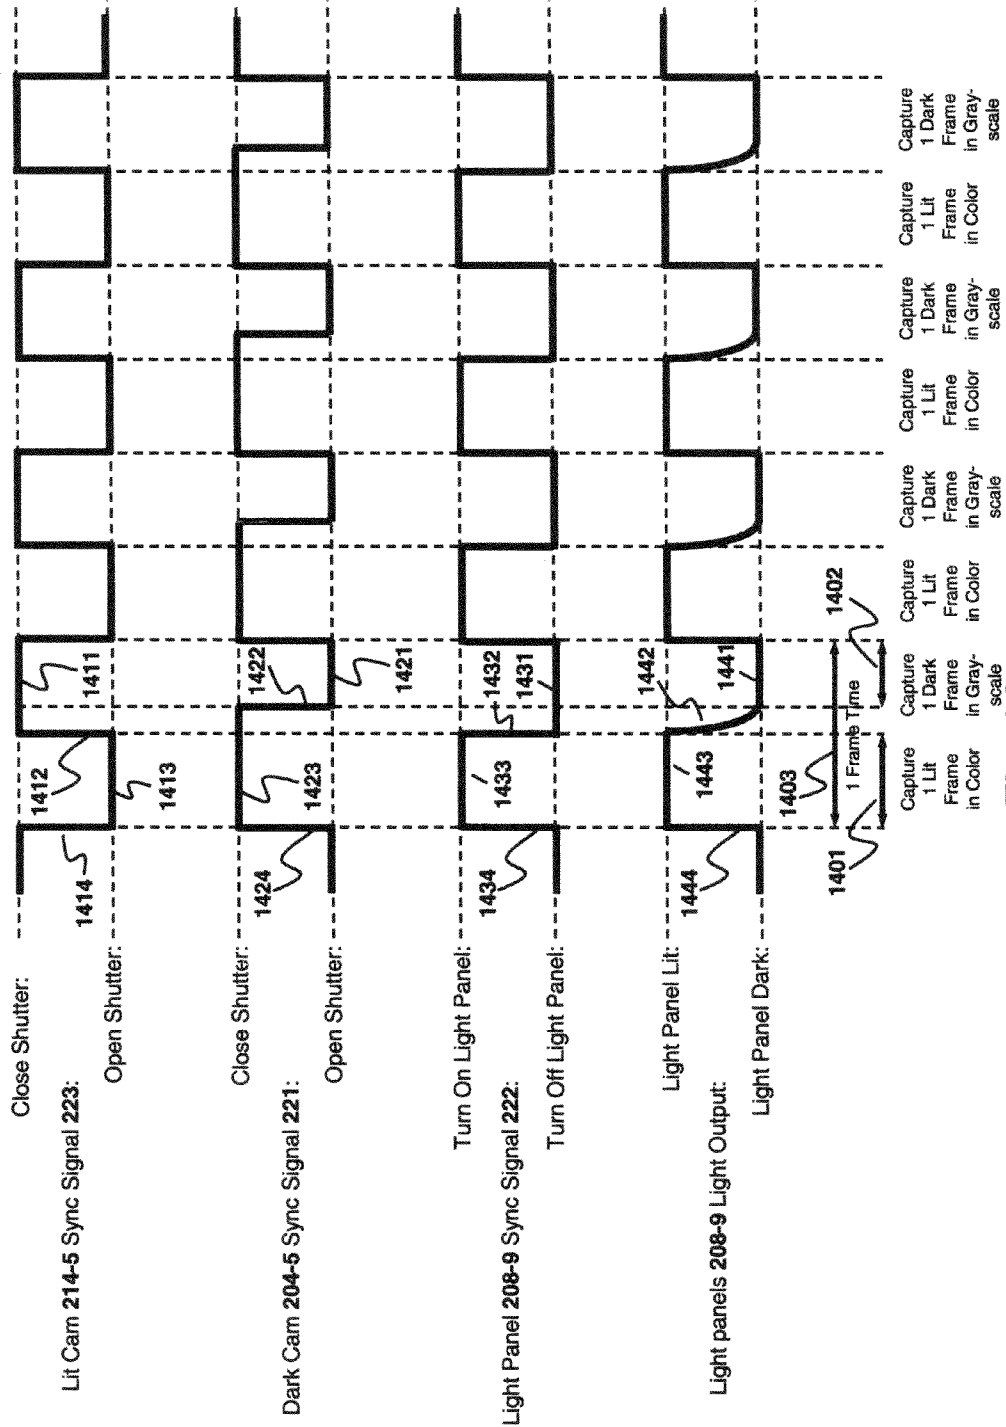 Close Shutter:
Lit Cam 214-5 Sync Signal 223:
Open Shutter:
1414
1412
1413
1411
Close Shutter:
Dark Cam 204-5 Sync Signal 221:
Open Shutter:
1424
1423
1422
1421
Turn On Light Panel:
Light Panel 208-9 Sync Signal 222:
Turn Off Light Panel:
1434
1433
1432
1431
Light Panel Lit:
Light panels 208-9 Light Output:
Light Panel Dark:
1444
1443
1442
1441
1403
1 Frame Time
1401
1402
Capture
1 Lit
Frame
in Color
Capture
1 Dark
Frame
in Gray-
scale
Capture
1 Lit
Frame
in Color
Capture
1 Dark
Frame
in Gray-
scale
Capture
1 Lit
Frame
in Color
Capture
1 Dark
Frame
in Gray-
scale
Capture
1 Lit
Frame
in Color
Capture
1 Dark
Frame
in Gray-
scale